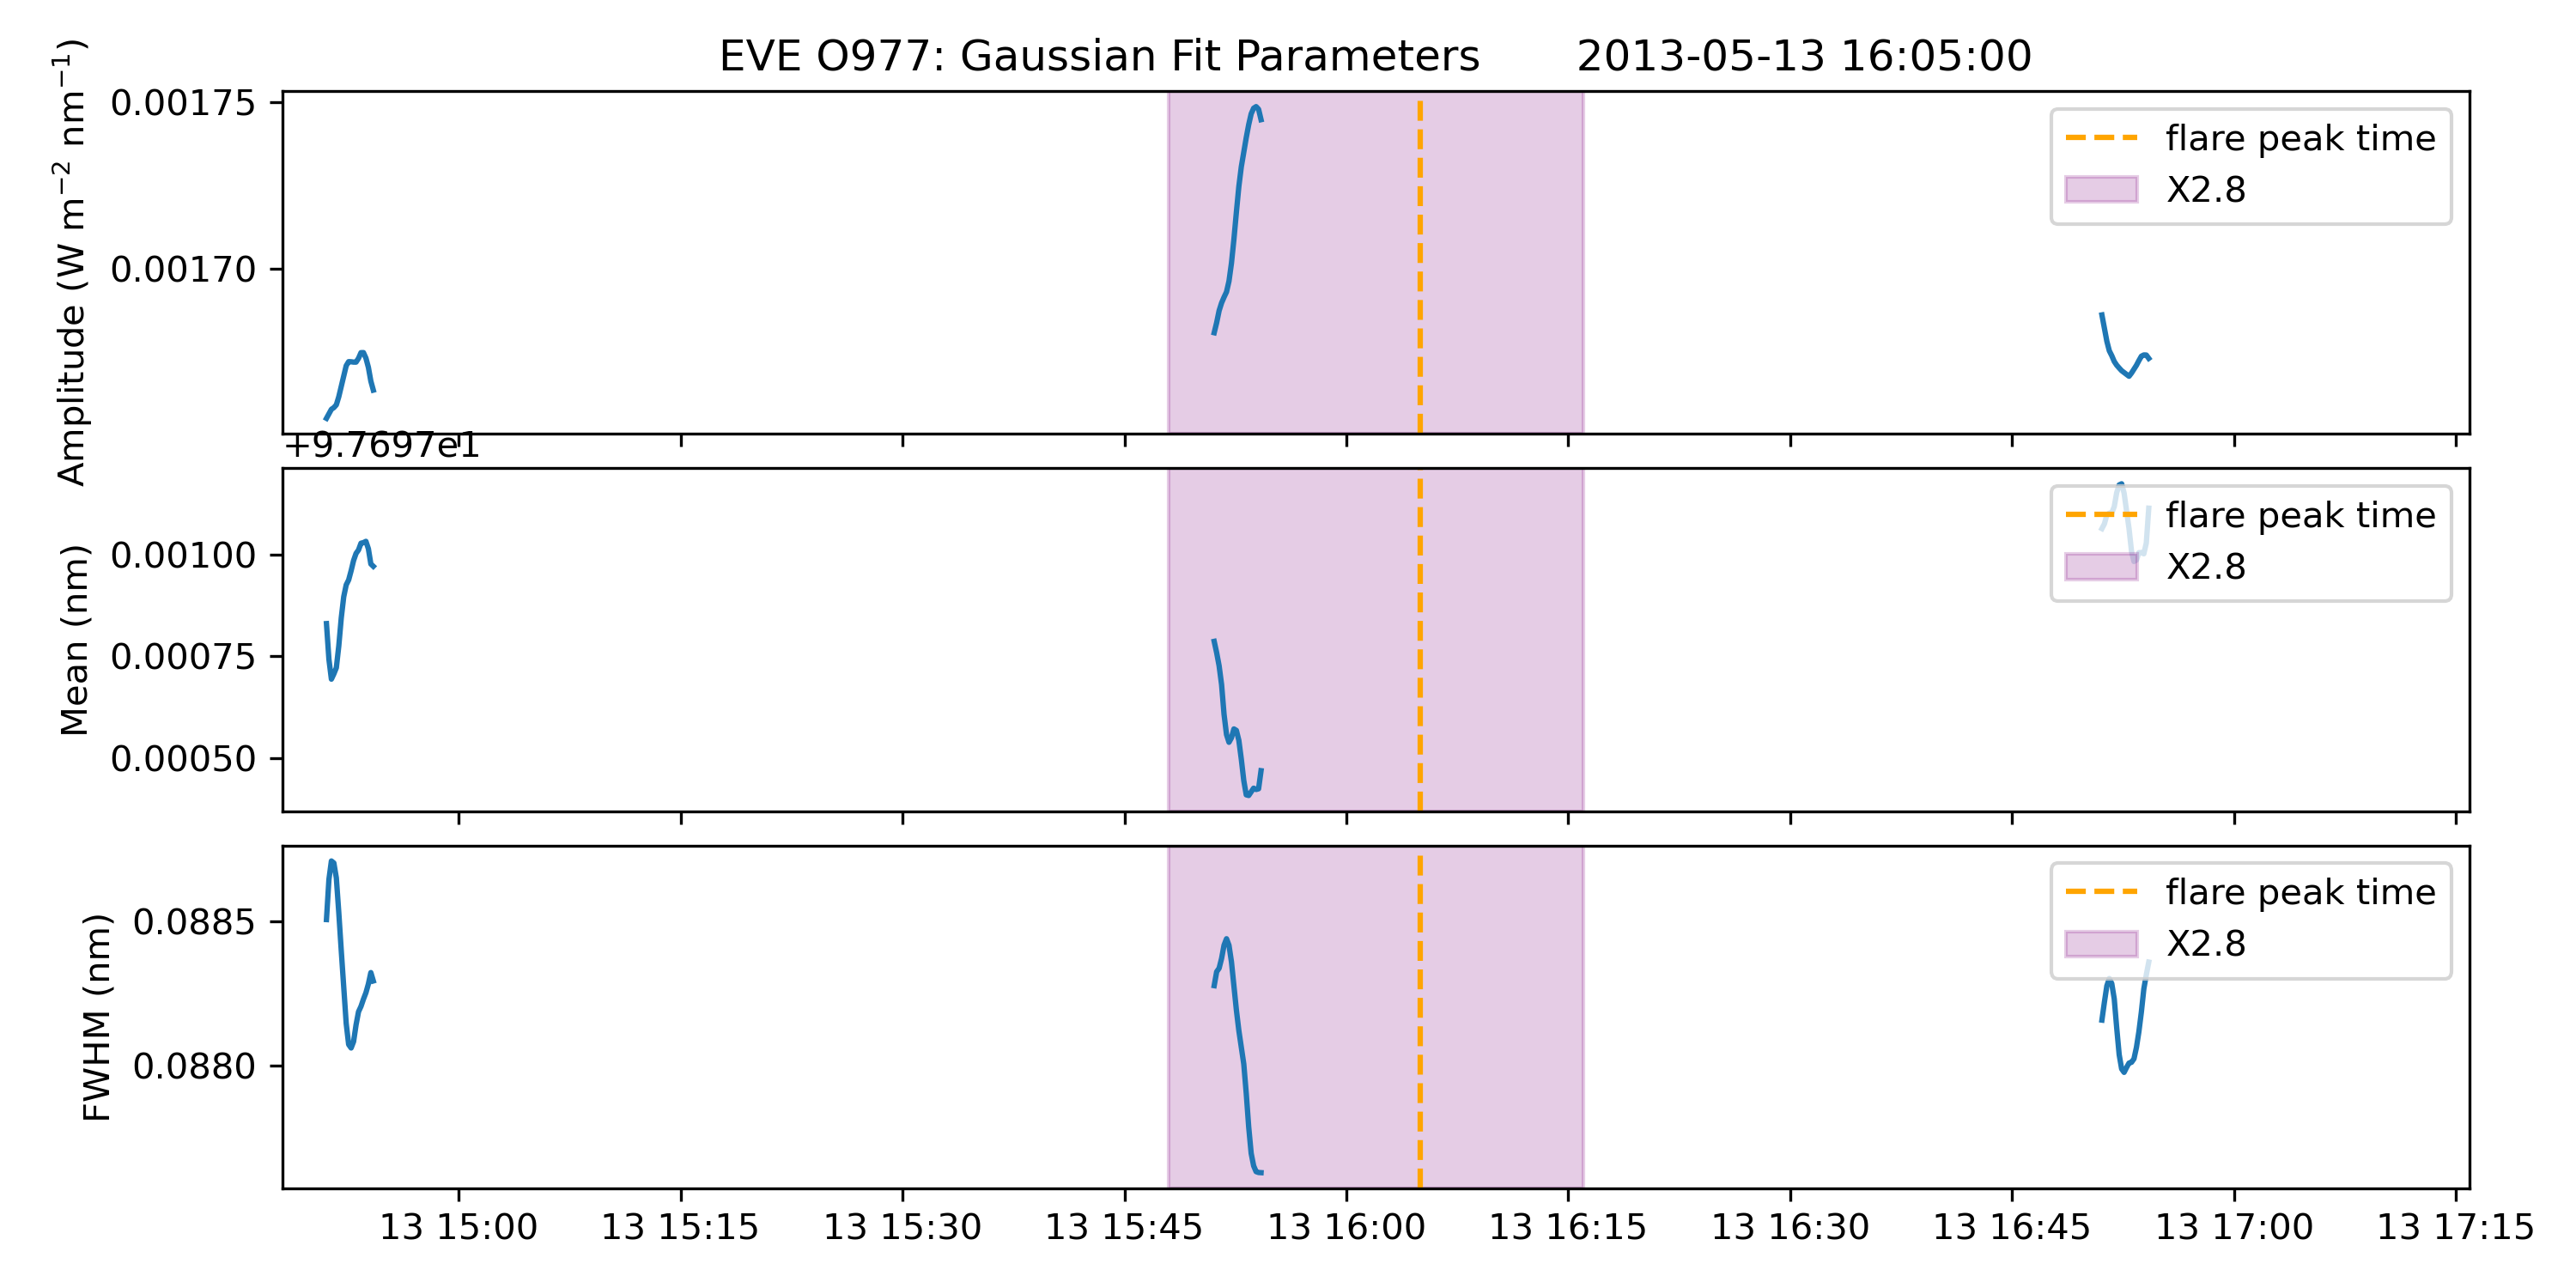 EVE O977: Gaussian Fit Parameters 2013-05-13 16:05:00
Amplitude (W m⁻² nm⁻¹)
0.00175
0.00170
flare peak time
X2.8
+9.7697e1
Mean (nm)
0.00100
0.00075
0.00050
flare peak time
X2.8
FWHM (nm)
0.0885
0.0880
flare peak time
X2.8
13 15:00 13 15:15 13 15:30 13 15:45 13 16:00 13 16:15 13 16:30 13 16:45 13 17:00 13 17:15